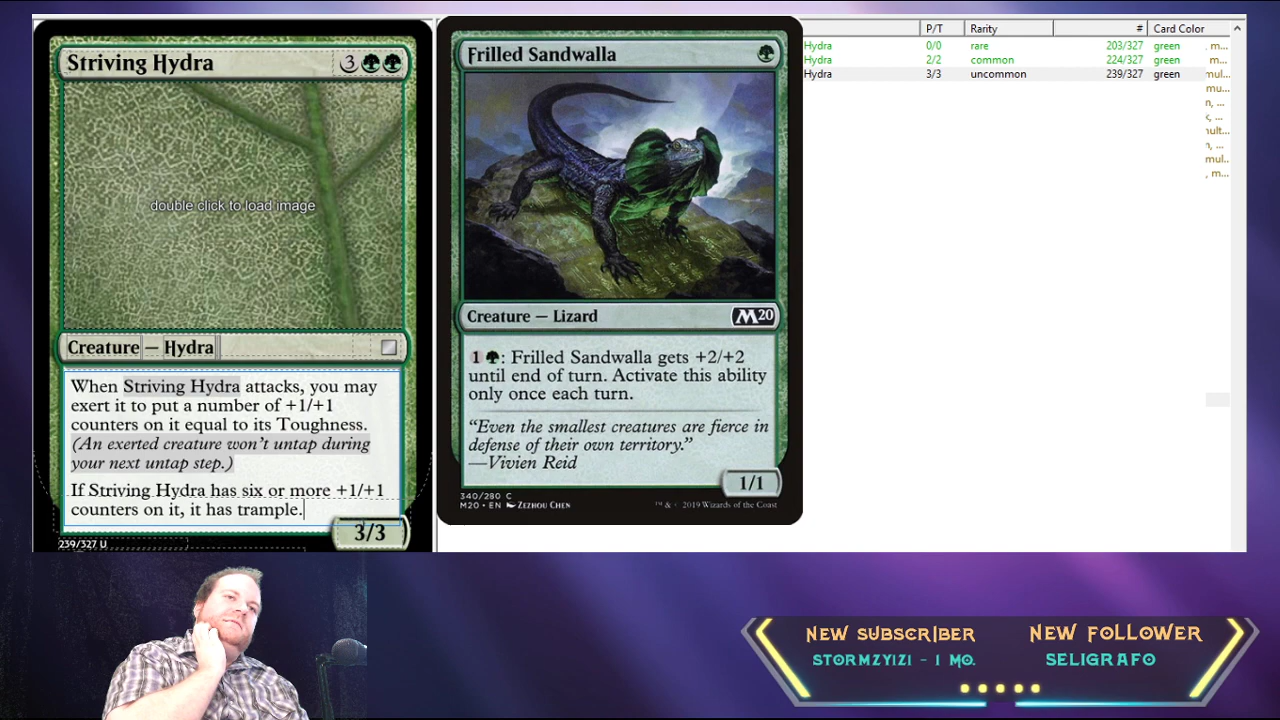 Striving Hydra 3
double click to load image
Creature — Hydra
When Striving Hydra attacks, you may
exert it to put a number of +1/+1
counters on it equal to its Toughness.
(An exerted creature won't untap during
your next untap step.)
If Striving Hydra has six or more +1/+1
counters on it, it has trample.
3/3
239/327 U
Frilled Sandwalla
Creature — Lizard
M20
1 : Frilled Sandwalla gets +2/+2
until end of turn. Activate this ability
only once each turn.
"Even the smallest creatures are fierce in
defense of their own territory."
—Vivien Reid
1/1
340/280 C
M20 • EN ZEZHOU CHEN
™ & © 2019 Wizards of the Coast
P/T Rarity # Card Color
Hydra 0/0 rare 203/327 green , m...
Hydra 2/2 common 224/327 green m...
Hydra 3/3 uncommon 239/327 green mul...
mu...
n, ...
, ...
ult...
, ...
mul..
, m...
NEW SUBSCRIBER
STORMZYIZI - 1 MO.
NEW FOLLOWER
SELIGRAFO